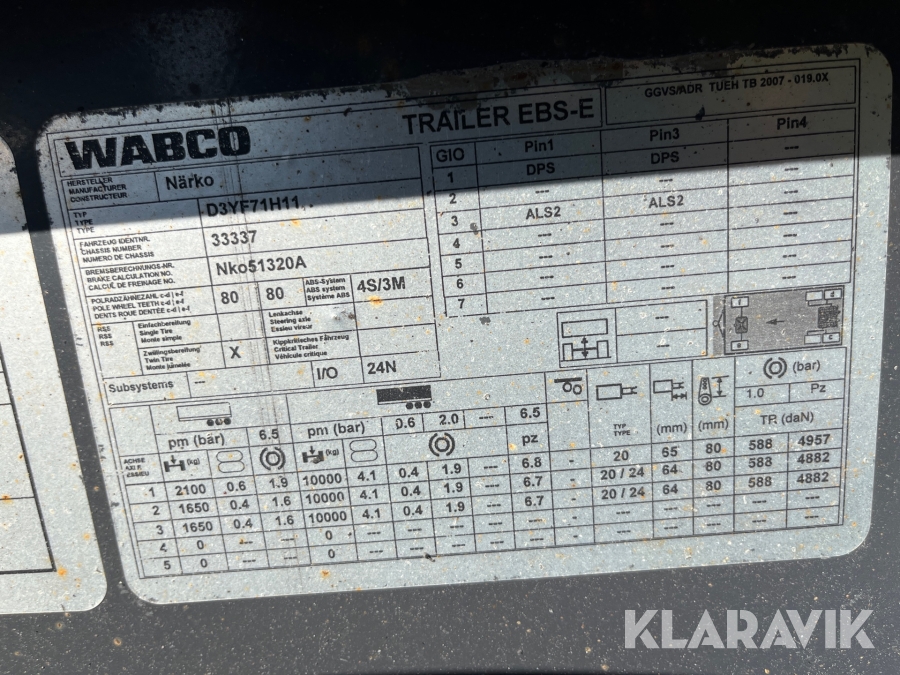 WABCO
TRAILER EBS-E
GGVS/ADR TUEH TB 2007 - 019.0X
HERSTELLER
MANUFACTURER
CONSTRUCTEUR
Närko
TYP
TYPE
TYPE
D3YF71H11..
FAHRZEUG IDENTNR.
CHASSIS NUMBER
NUMERO DE CHASSIS
33337
BREMSBERECHNUNGS-NR.
BRAKE CALCULATION NO.
CALCUL DE FREINAGE NO.
Nko51320A
POLRADZÄHNEZAHL c-d | e-f
POLE WHEEL TEETH c-d | e-f
DENTS ROUE DENTÉE c-d | e-f
80 80
ABS-System
ABS system
Système ABS
4S/3M
RSS
RSS
RSS
Einfachbereifung
Single Tire
Monte simple
Lenkachse
Steering axle
Essieu vireur
Zwillingsbereifung
Twin Tire
Monte jumelée
X
Kippkritisches Fahrzeug
Critical Trailer
Véhicule critique
Subsystems --
I/O 24N
GIO Pin1 Pin3 Pin4
1 DPS DPS ---
2 --- --- ---
3 ALS2 ALS2 ---
4 --- --- ---
5 --- --- ---
6 --- --- ---
7 --- --- ---
---
---
pm (bar) 6.5 pm (bar) 0.6 2.0 --- 6.5
pz
TYP
TYPE
(mm) (mm)
(bar)
1.0 Pz
TP. (daN)
ACHSE
AXLE
ESSIEU
(kg) (kg)
1 2100 0.6 1.9 10000 4.1 0.4 1.9 --- 6.8 - 20 65 80 588 4957
2 1650 0.4 1.6 10000 4.1 0.4 1.9 --- 6.7 - 20 / 24 64 80 588 4882
3 1650 0.4 1.6 10000 4.1 0.4 1.9 --- 6.7 - 20 / 24 64 80 588 4882
4 0 --- --- 0 --- --- --- --- --- - --- --- --- --- ---
5 0 --- --- 0 --- --- --- --- --- - --- --- --- --- ---
KLARAVIK